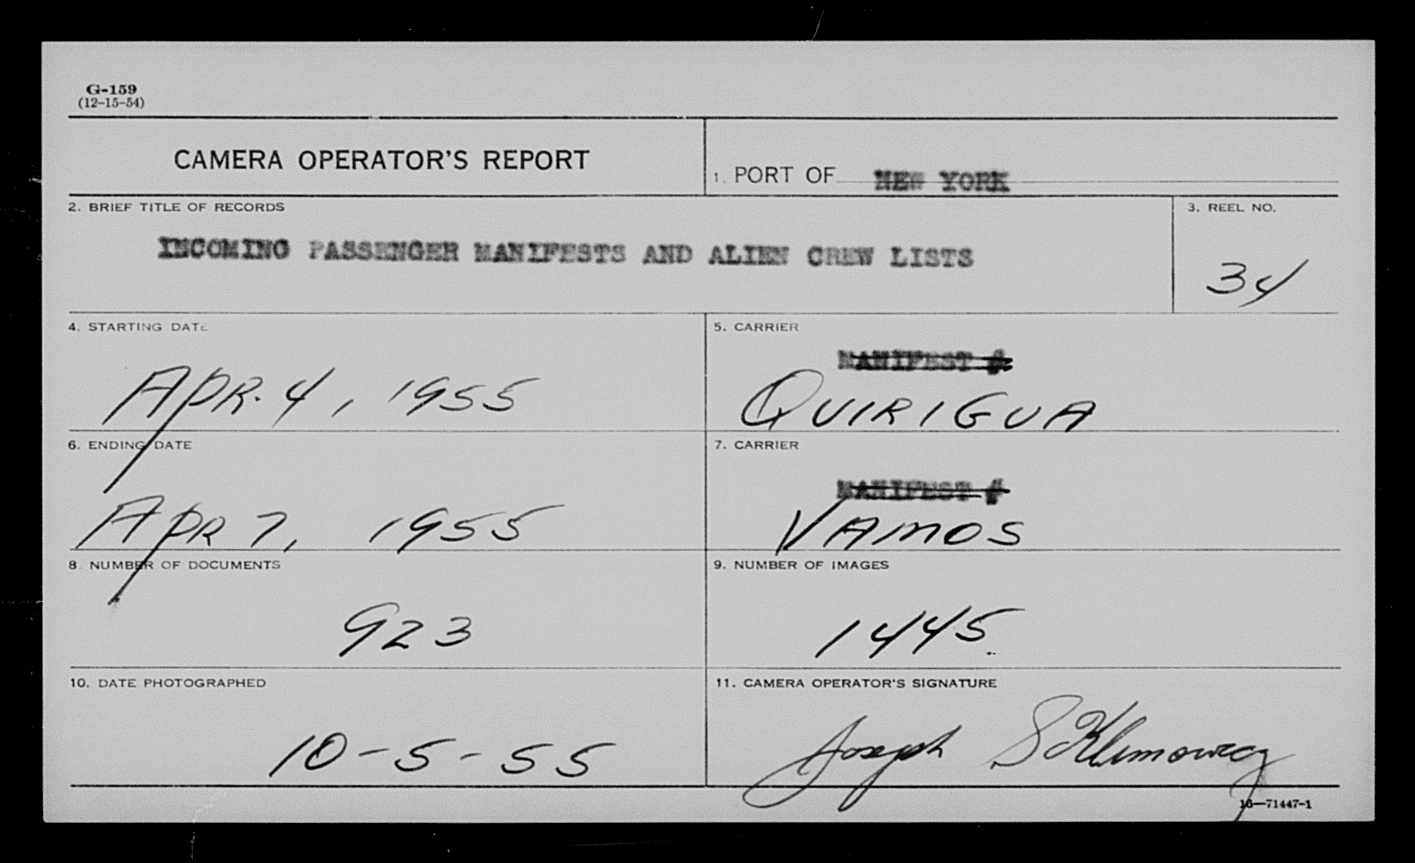 G-159
(12-15-54)
CAMERA OPERATOR'S REPORT
1. PORT OF NEW YORK
2. BRIEF TITLE OF RECORDS
INCOMING PASSENGER MANIFESTS AND ALIEN CREW LISTS
3. REEL NO.
34
4. STARTING DATE
APR. 4, 1955
5. CARRIER
MANIFEST #
QUIRIGUA
6. ENDING DATE
APR 7, 1955
7. CARRIER
MANIFEST #
VAMOS
8. NUMBER OF DOCUMENTS
923
9. NUMBER OF IMAGES
1445
10. DATE PHOTOGRAPHED
10-5-55
11. CAMERA OPERATOR'S SIGNATURE
Joseph
16—71447-1